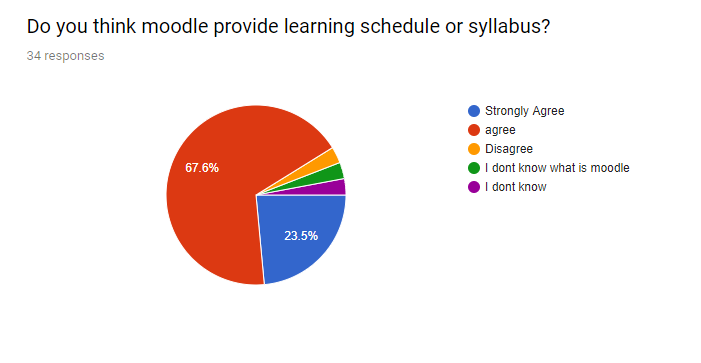 Do you think moodle provide learning schedule or syllabus?
34 responses
67.6%
23.5%
Strongly Agree
agree
Disagree
I dont know what is moodle
I dont know